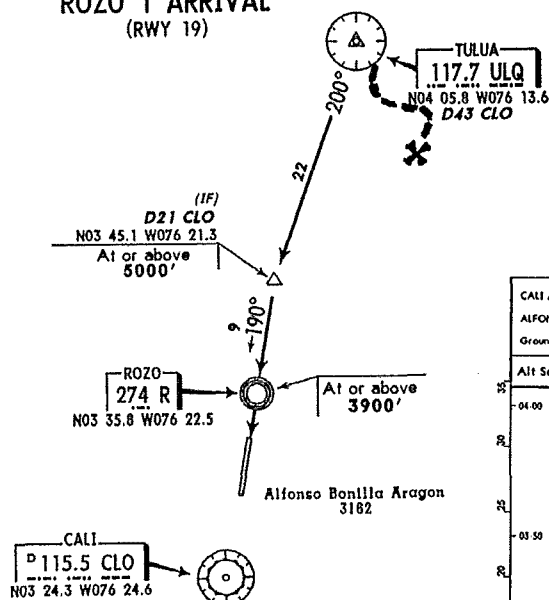 ROZO 1 ARRIVAL
(RWY 19)
TULUA
117.7 ULQ
N04 05.8 W076 13.6
D43 CLO
200°
22
(IF)
D21 CLO
N03 45.1 W076 21.3
At or above
5000'
9
190°
ROZO
274 R
N03 35.8 W076 22.5
At or above
3900'
Alfonso Bonilla Aragon
3162
CALI
D 115.5 CLO
N03 24.3 W076 24.6
CALI
ALFON
Groun
Alt S
35
04-00
30
25
03-50
20